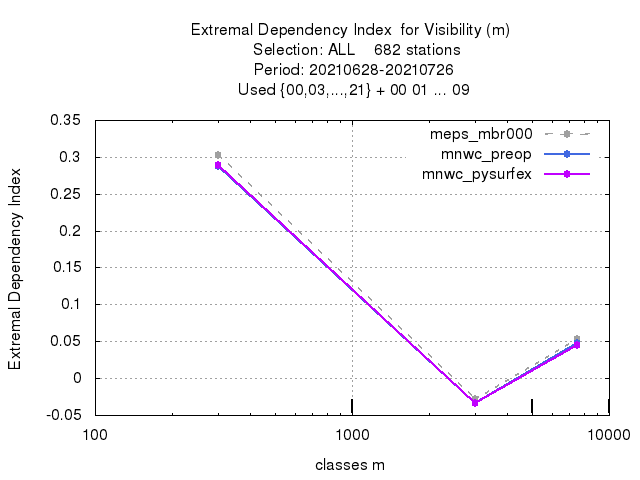 Extremal Dependency Index  for Visibility (m)
Selection: ALL    682 stations
Period: 20210628-20210726
Used {00,03,...,21} + 00 01 ... 09
meps_mbr000
mnwc_preop
mnwc_pysurfex
0.35
0.3
0.25
0.2
0.15
0.1
0.05
0
-0.05
Extremal Dependency Index
100
1000
10000
classes m